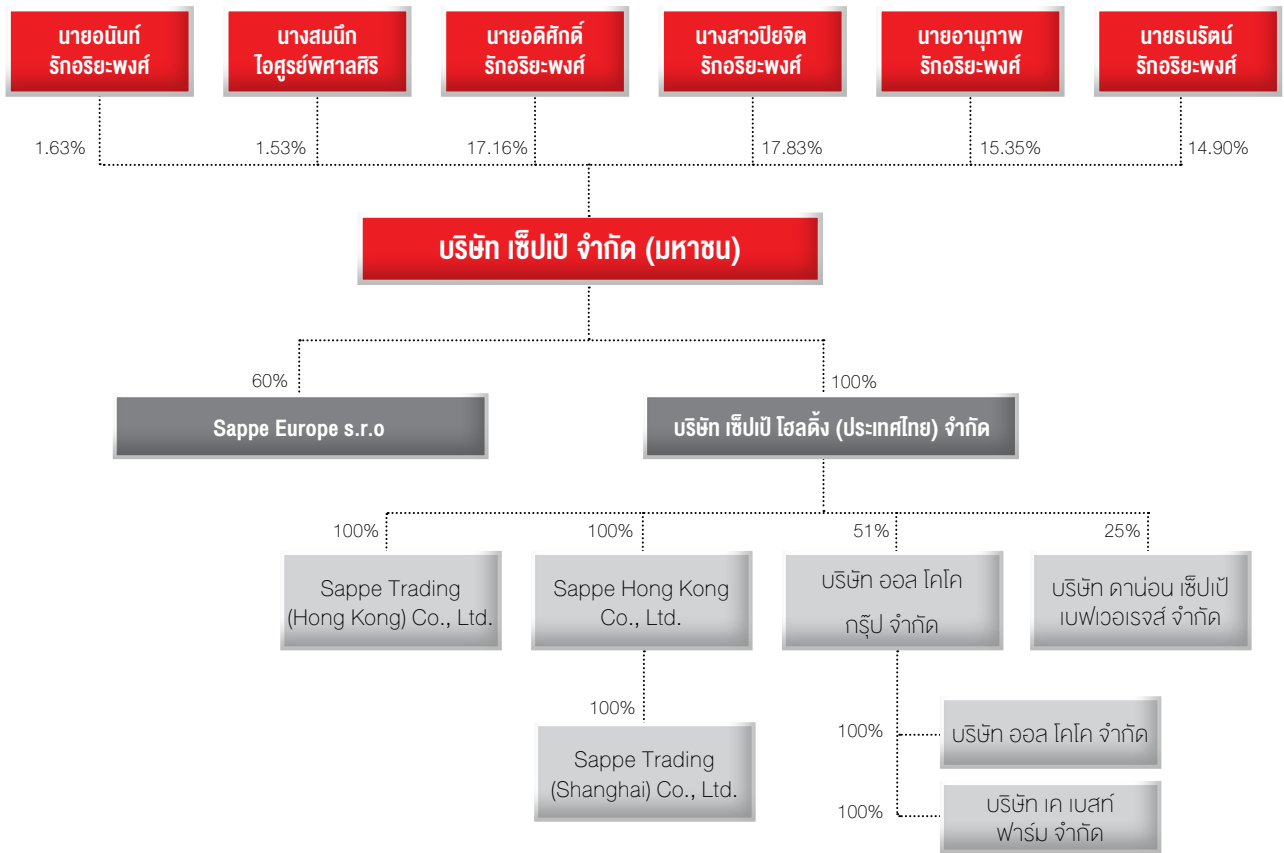 นายอนันท์
รักอริยะพงศ์
นางสมนึก
ไอศูรย์พิศาลศิริ
นายอดิศักดิ์
รักอริยะพงศ์
นางสาวปิยจิต
รักอริยะพงศ์
นายอานุภาพ
รักอริยะพงศ์
นายธนรัตน์
รักอริยะพงศ์
1.63%
1.53%
17.16%
17.83%
15.35%
14.90%
บริษัท เซ็ปเป้ จำกัด (มหาชน)
60%
100%
Sappe Europe s.r.o
บริษัท เซ็ปเป้ โฮลดิ้ง (ประเทศไทย) จำกัด
100%
100%
51%
25%
Sappe Trading
(Hong Kong) Co., Ltd.
Sappe Hong Kong
Co., Ltd.
บริษัท ออล โคโค
กรุ๊ป จำกัด
บริษัท ดาน่อน เซ็ปเป้
เบฟเวอเรจส์ จำกัด
100%
Sappe Trading
(Shanghai) Co., Ltd.
100%
บริษัท ออล โคโค จำกัด
100%
บริษัท เค เบสท์
ฟาร์ม จำกัด